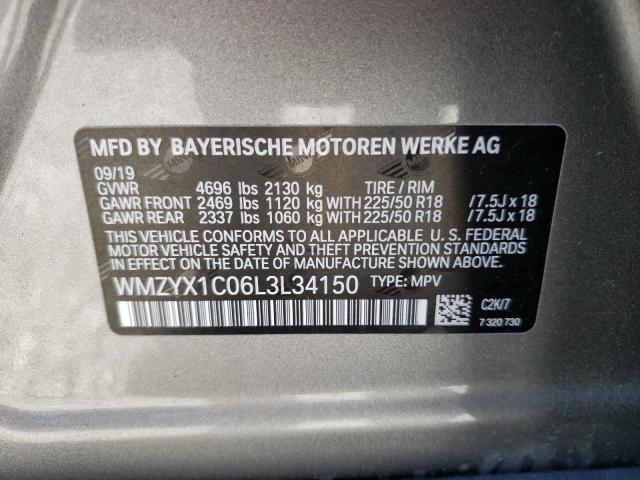 MFD BY BAYERISCHE MOTOREN WERKE AG
09/19
GVWR 4696 lbs 2130 kg TIRE / RIM
GAWR FRONT 2469 lbs 1120 kg WITH 225/50 R18 /7.5J x 18
GAWR REAR 2337 lbs 1060 kg WITH 225/50 R18 /7.5J x 18
THIS VEHICLE CONFORMS TO ALL APPLICABLE U. S. FEDERAL
MOTOR VEHICLE SAFETY AND THEFT PREVENTION STANDARDS
IN EFFECT ON THE DATE OF MANUFACTURE SHOWN ABOVE.
WMZYX1C06L3L34150 TYPE: MPV
C2K/7
7 320 730